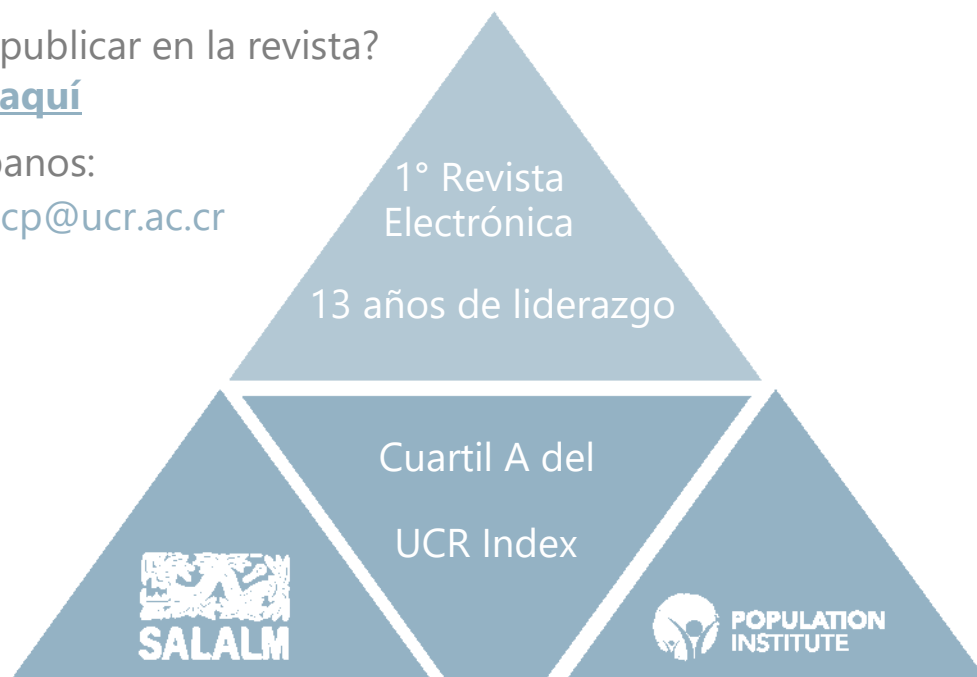 publicar en la revista?
aquí
anos:
cp@ucr.ac.cr
1° Revista
Electrónica
13 años de liderazgo
Cuartil A del
UCR Index
SALALM
POPULATION
INSTITUTE